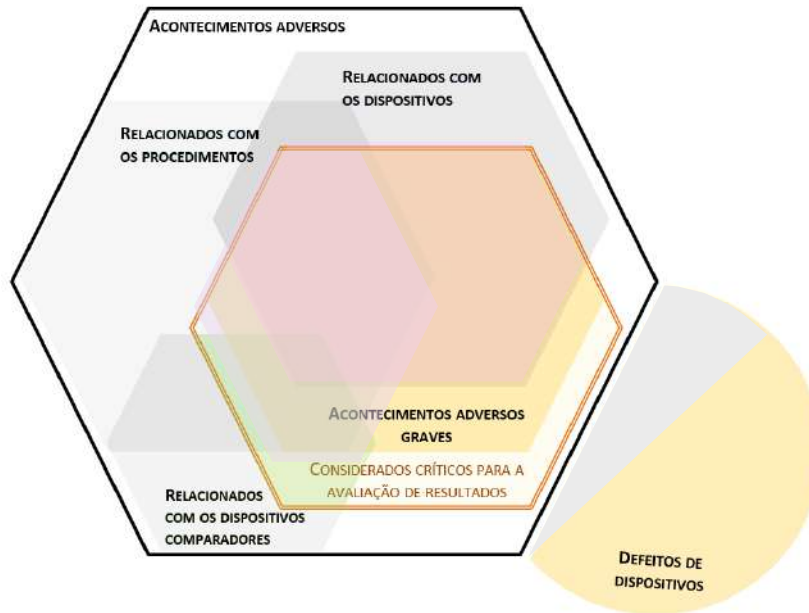 ACONTECIMENTOS ADVERSOS
RELACIONADOS COM
OS DISPOSITIVOS
RELACIONADOS COM
OS PROCEDIMENTOS
ACONTECIMENTOS ADVERSOS
GRAVES
CONSIDERADOS CRÍTICOS PARA A
AVALIAÇÃO DE RESULTADOS
RELACIONADOS
COM OS DISPOSITIVOS
COMPARADORES
DEFEITOS DE
DISPOSITIVOS